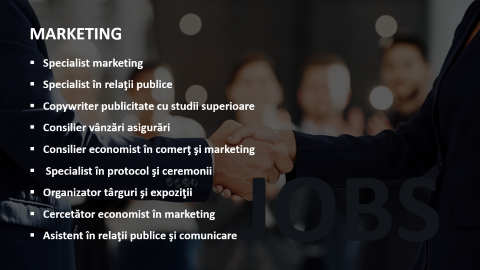 MARKETING
▪ Specialist marketing
▪ Specialist în relaţii publice
▪ Copywriter publicitate cu studii superioare
▪ Consilier vânzări asigurări
▪ Consilier economist în comerţ şi marketing
▪ Specialist în protocol şi ceremonii
▪ Organizator târguri şi expoziţii
▪ Cercetător economist în marketing
▪ Asistent în relaţii publice şi comunicare
JOBS